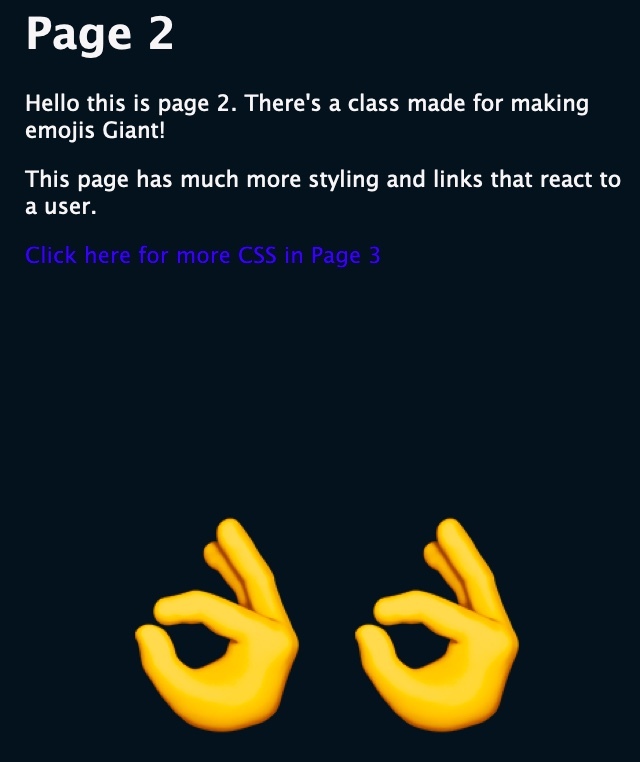 Page 2
Hello this is page 2. There's a class made for making
emojis Giant!
This page has much more styling and links that react to
a user.
Click here for more CSS in Page 3